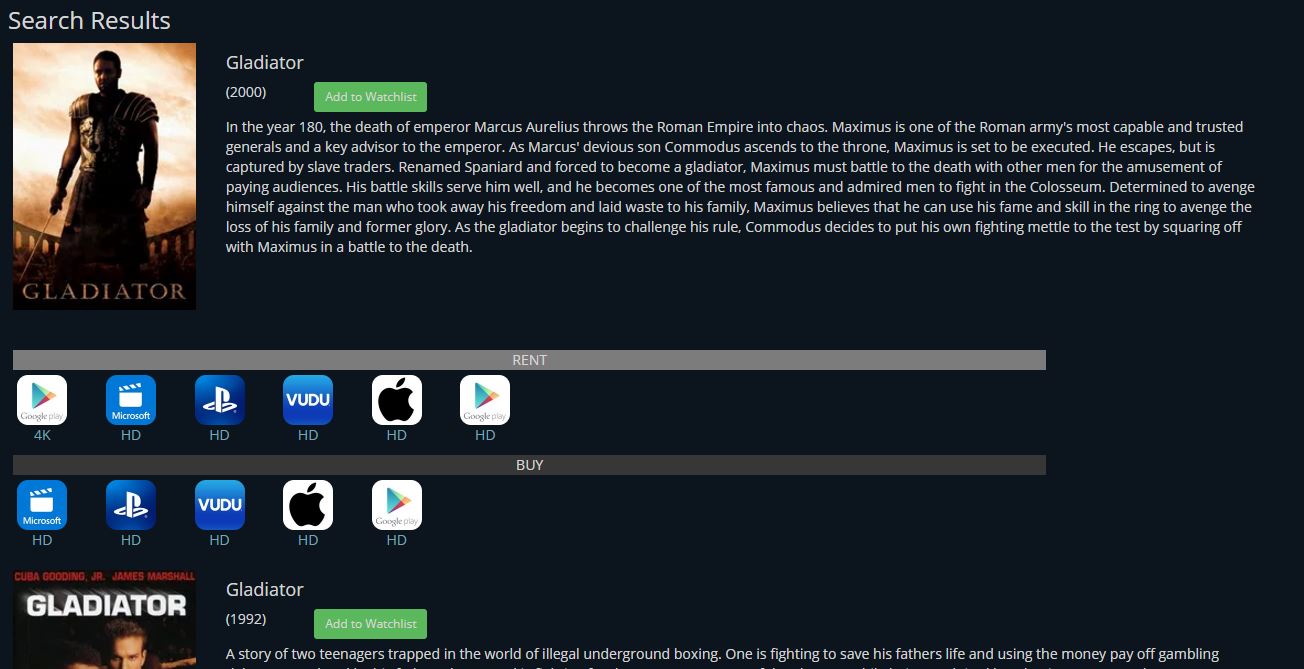 Search Results
GLADIATOR
Gladiator
(2000)
Add to Watchlist
In the year 180, the death of emperor Marcus Aurelius throws the Roman Empire into chaos. Maximus is one of the Roman army's most capable and trusted
generals and a key advisor to the emperor. As Marcus' devious son Commodus ascends to the throne, Maximus is set to be executed. He escapes, but is
captured by slave traders. Renamed Spaniard and forced to become a gladiator, Maximus must battle to the death with other men for the amusement of
paying audiences. His battle skills serve him well, and he becomes one of the most famous and admired men to fight in the Colosseum. Determined to avenge
himself against the man who took away his freedom and laid waste to his family, Maximus believes that he can use his fame and skill in the ring to avenge the
loss of his family and former glory. As the gladiator begins to challenge his rule, Commodus decides to put his own fighting mettle to the test by squaring off
with Maximus in a battle to the death.
RENT
Google play Microsoft VUDU Google play
4K HD HD HD HD HD
BUY
Microsoft VUDU Google play
HD HD HD HD HD
CUBA GOODING, JR. JAMES MARSHALL
GLADIATOR
Gladiator
(1992)
Add to Watchlist
A story of two teenagers trapped in the world of illegal underground boxing. One is fighting to save his fathers life and using the money pay off gambling